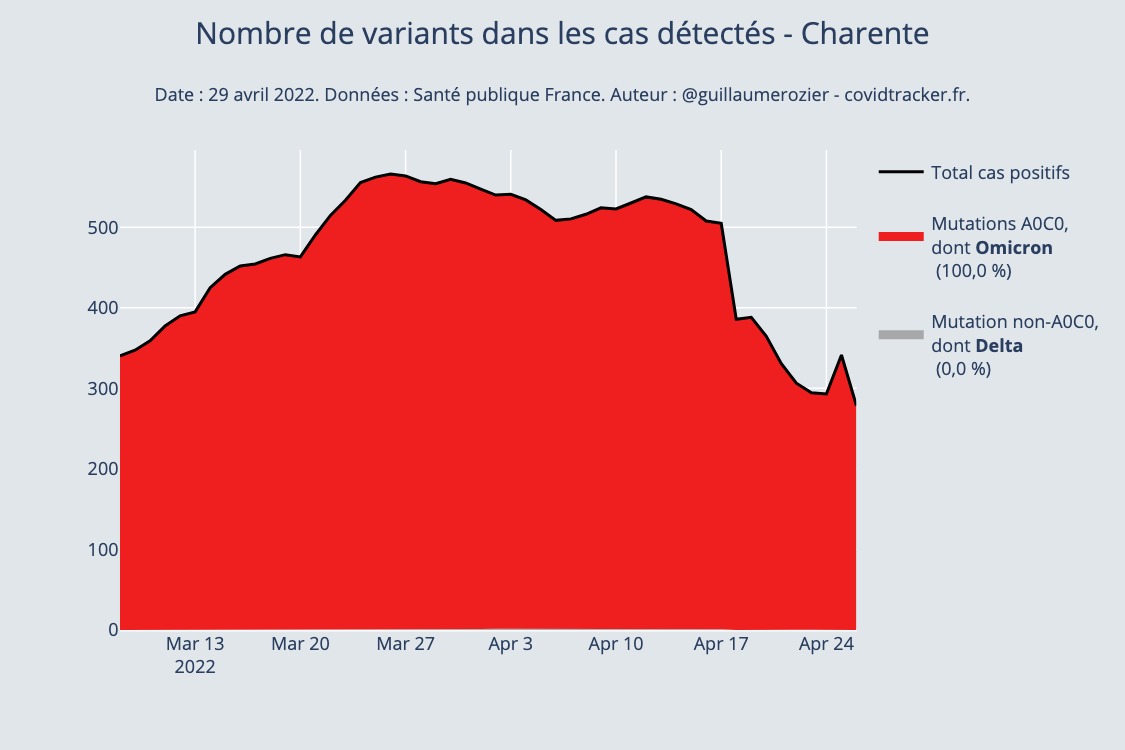 Nombre de variants dans les cas détectés - Charente
Date : 29 avril 2022. Données : Santé publique France. Auteur : @guillaumerozier - covidtracker.fr.
Total cas positifs
Mutations A0C0,
dont Omicron
(100,0 %)
Mutation non-A0C0,
dont Delta
(0,0 %)
500
400
300
200
100
0
Mar 13
2022
Mar 20
Mar 27
Apr 3
Apr 10
Apr 17
Apr 24